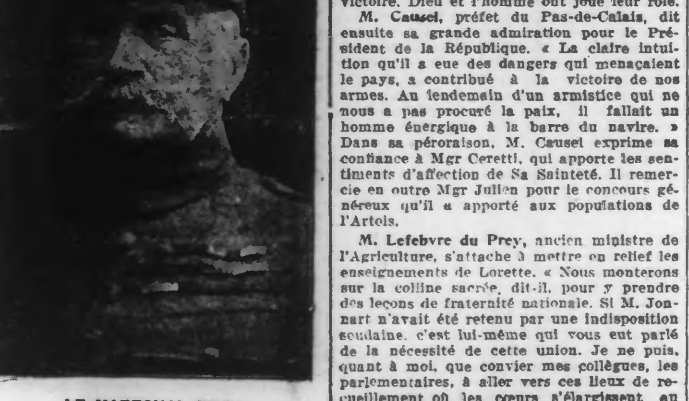 victoire. Dieu et l'homme ont joué leur rôle.
M. Causel, préfet du Pas-de-Calais, dit
ensuite sa grande admiration pour le Pré-
sident de la République. « La claire intui-
tion qu'il a eue des dangers qui menaçaient
le pays, a contribué à la victoire de nos
armes. Au lendemain d'un armistice qui ne
nous a pas procuré la paix, il fallait un
homme énergique à la barre du navire. »
Dans sa péroraison, M. Causel exprime sa
confiance à Mgr Ceretti, qui apporte les sen-
timents d'affection de Sa Sainteté. Il remer-
cie en outre Mgr Julien pour le concours gé-
néreux qu'il a apporté aux populations de
l'Artois.
M. Lefebvre du Prey, ancien ministre de
l'Agriculture, s'attache à mettre en relief les
enseignements de Lorette. « Nous monterons
sur la colline sacrée, dit-il, pour y prendre
des leçons de fraternité nationale. Si M. Jon-
nart n'avait été retenu par une indisposition
soudaine, c'est lui-même qui vous eut parlé
de la nécessité de cette union. Je ne puis,
quant à moi, que convier mes collègues, les
parlementaires, à aller vers ces lieux de re-
cueillement où les cœurs s'élargissent au